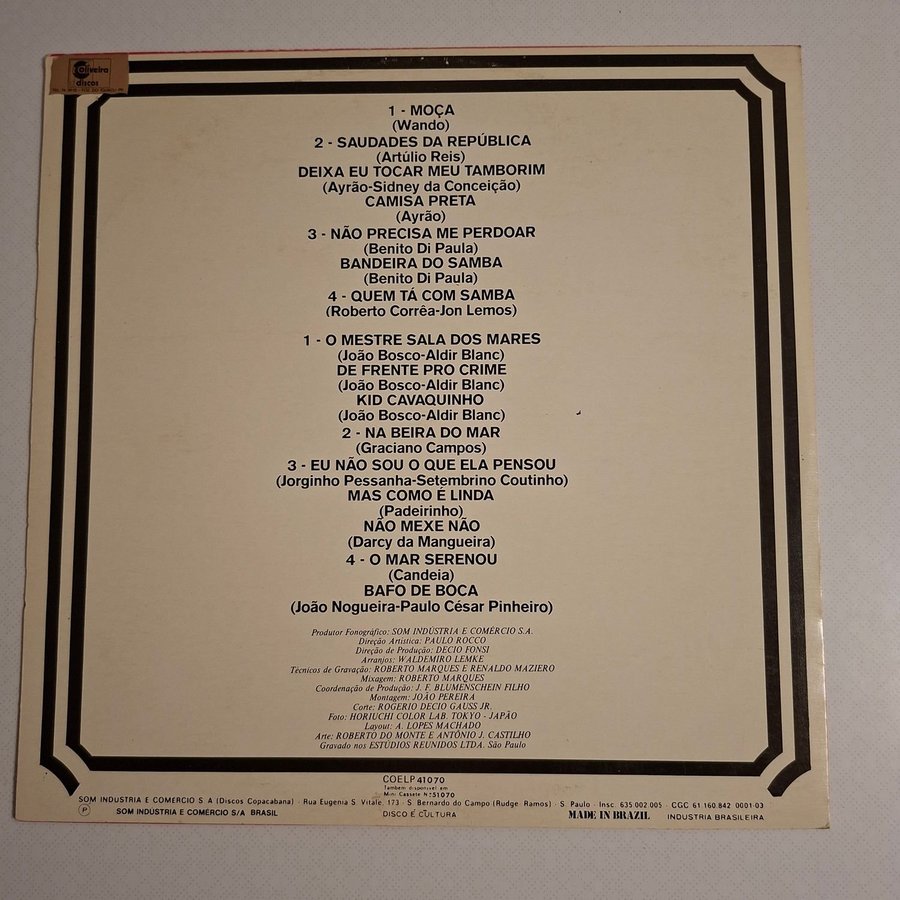 Oliveira
discos
1 - MOÇA
(Wando)
2 - SAUDADES DA REPÚBLICA
(Artúlio Reis)
DEIXA EU TOCAR MEU TAMBORIM
(Ayrão-Sidney da Conceição)
CAMISA PRETA
(Ayrão)
3 - NÃO PRECISA ME PERDOAR
(Benito Di Paula)
BANDEIRA DO SAMBA
(Benito Di Paula)
4 - QUEM TÁ COM SAMBA
(Roberto Corrêa-Jon Lemos)
1 - O MESTRE SALA DOS MARES
(João Bosco-Aldir Blanc)
DE FRENTE PRO CRIME
(João Bosco-Aldir Blanc)
KID CAVAQUINHO
(João Bosco-Aldir Blanc)
2 - NA BEIRA DO MAR
(Graciano Campos)
3 - EU NÃO SOU O QUE ELA PENSOU
(Jorginho Pessanha-Setembrino Coutinho)
MAS COMO É LINDA
(Padeirinho)
NÃO MEXE NÃO
(Darcy da Mangueira)
4 - O MAR SERENOU
(Candeia)
BAFO DE BOCA
(João Nogueira-Paulo César Pinheiro)
Produtor Fonográfico: SOM INDÚSTRIA E COMÉRCIO S.A.
Direção Artística: PAULO ROCCO
Direção de Produção: DECIO FONSI
Arranjos: WALDEMIRO LEMKE
Técnicos de Gravação: ROBERTO MARQUES E RENALDO MAZIERO
Mixagem: ROBERTO MARQUES
Coordenação de Produção: J. F. BLUMENSCHEIN FILHO
Montagem: JOÃO PEREIRA
Corte: ROGERIO DECIO GAUSS JR.
Foto: HORIUCHI COLOR LAB. TOKYO - JAPÃO
Layout: A. LOPES MACHADO
Arte: ROBERTO DO MONTE E ANTÔNIO J. CASTILHO
Gravado nos ESTÚDIOS REUNIDOS LTDA. São Paulo
COELP 41070
Também disponível em
Mini Cassete Nº 51070
SOM INDUSTRIA E COMERCIO S A (Discos Copacabana) - Rua Eugenia S. Vitale, 173 - S. Bernardo do Campo (Rudge Ramos) - S. Paulo - Insc. 635.002.005 - CGC 61.160.842 0001-03
P SOM INDÚSTRIA E COMÉRCIO S/A BRASIL DISCO É CULTURA MADE IN BRAZIL INDUSTRIA BRASILEIRA